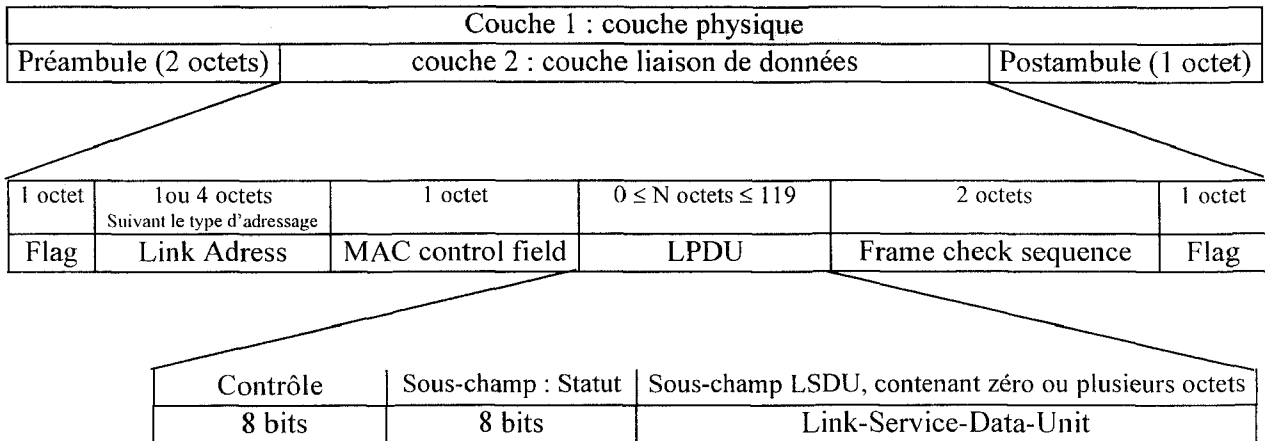 Couche 1 : couche physique
Préambule (2 octets) couche 2 : couche liaison de données Postambule (1 octet)
1 octet 1ou 4 octets 1 octet 0 ≤ N octets ≤ 119 2 octets 1 octet
Suivant le type d'adressage
Flag Link Adress MAC control field LPDU Frame check sequence Flag
Contrôle Sous-champ : Statut Sous-champ LSDU, contenant zéro ou plusieurs octets
8 bits 8 bits Link-Service-Data-Unit